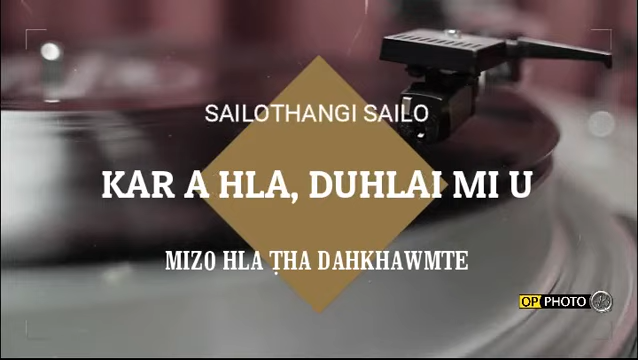 SAILOTHANGI SAILO
KAR A HLA, DUHLAI MI U
MIZO HLA ṬHA DAHKHAWMTE
OP PHOTO